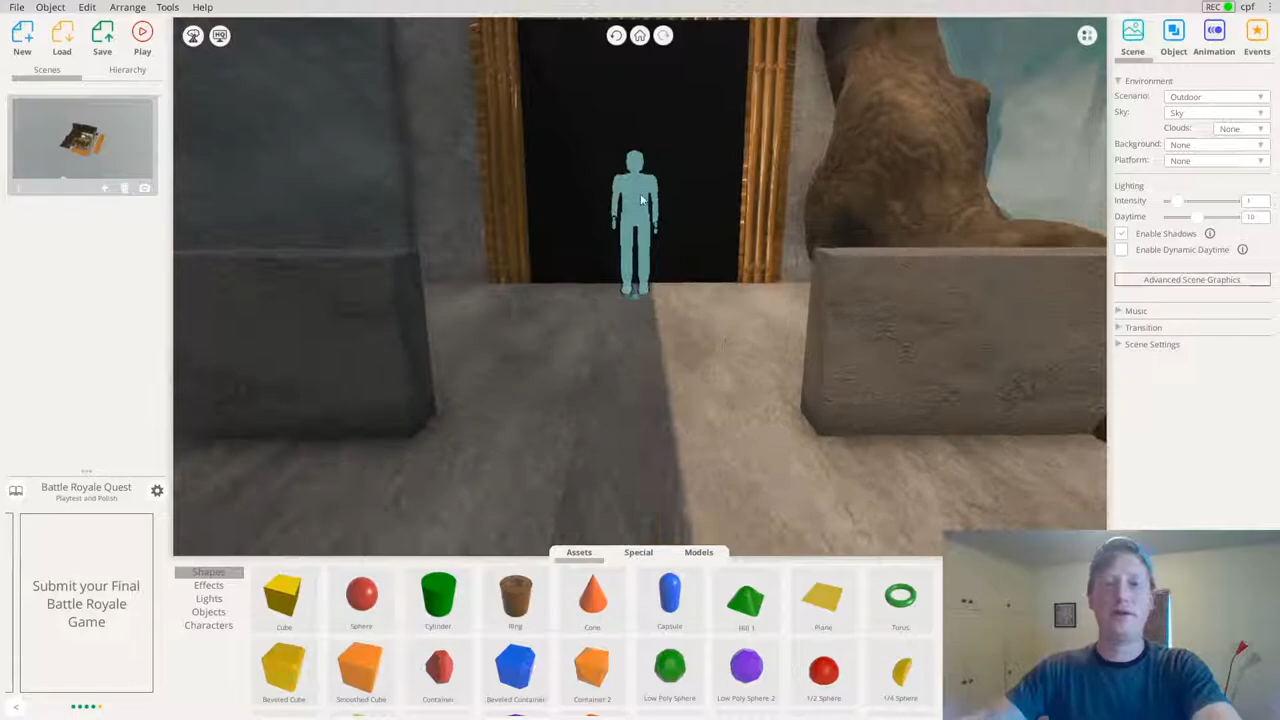 File Object Edit Arrange Tools Help
REC cpf
New Load Save Play
HQ
Scene Object Animation Events
Scenes Hierarchy
Environment
Scenario: Outdoor
Sky: Sky
Clouds: None
Background: None
Platform: None
Lighting
Intensity 1
Daytime 10
Enable Shadows
Enable Dynamic Daytime
Advanced Scene Graphics
Music
Transition
Scene Settings
Battle Royale Quest
Playtest and Polish
Submit your Final
Battle Royale
Game
Assets Special Models
Shapes
Effects
Lights
Objects
Characters
Cube Sphere Cylinder Ring Cone Capsule Hill 1 Plane Torus
Beveled Cube Smoothed Cube Container Beveled Container Container 2 Low Poly Sphere Low Poly Sphere 2 1/2 Sphere 1/4 Sphere